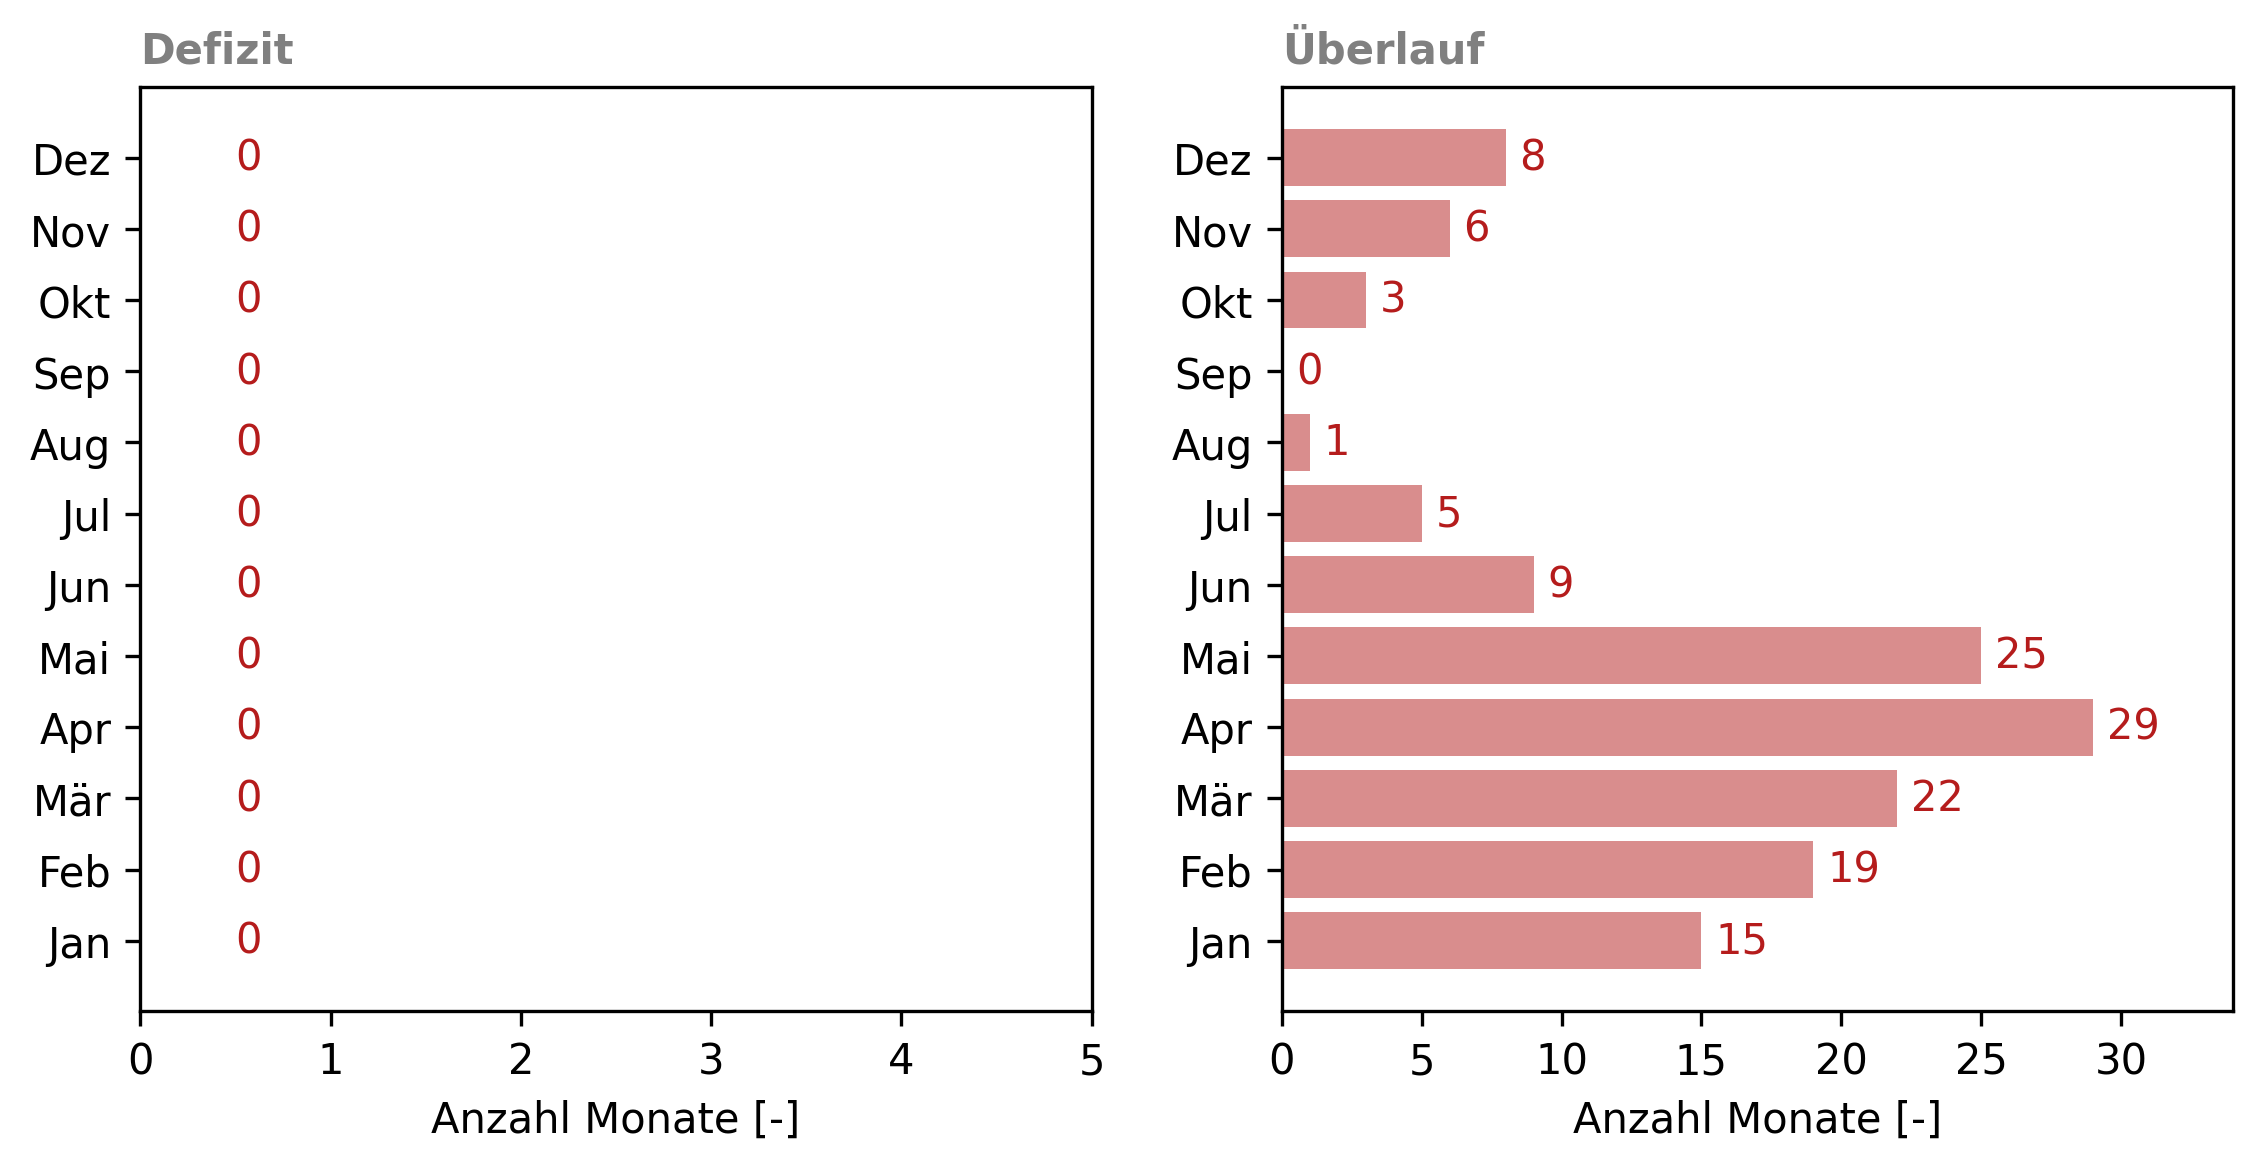 Defizit
Dez 0
Nov 0
Okt 0
Sep 0
Aug 0
Jul 0
Jun 0
Mai 0
Apr 0
Mär 0
Feb 0
Jan 0
0 1 2 3 4 5
Anzahl Monate [-]
Überlauf
Dez 8
Nov 6
Okt 3
Sep 0
Aug 1
Jul 5
Jun 9
Mai 25
Apr 29
Mär 22
Feb 19
Jan 15
0 5 10 15 20 25 30
Anzahl Monate [-]